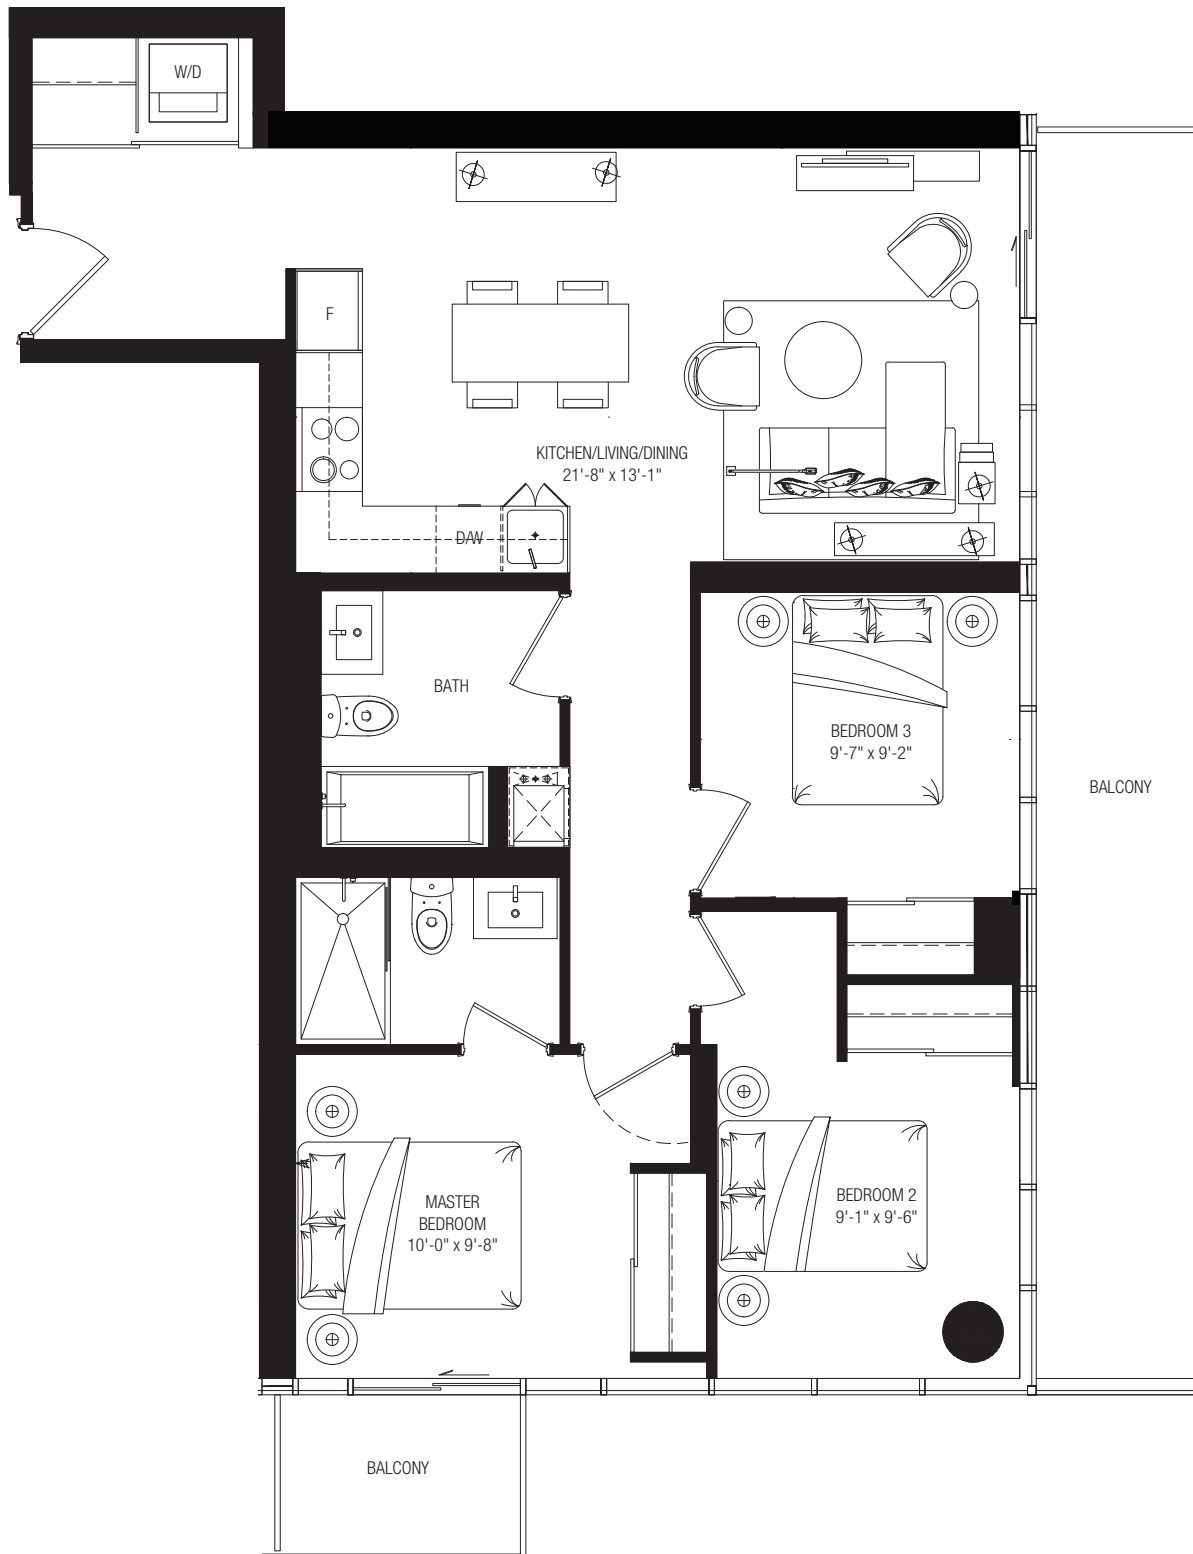 W/D
F
KITCHEN/LIVING/DINING
21'-8" x 13'-1"
D/W
BATH
BEDROOM 3
9'-7" x 9'-2"
BALCONY
MASTER
BEDROOM
10'-0" x 9'-8"
BEDROOM 2
9'-1" x 9'-6"
BALCONY